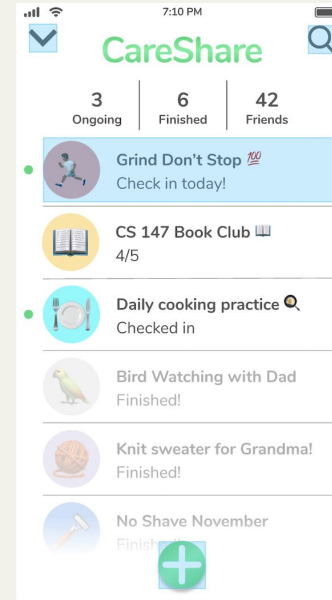 7:10 PM
CareShare
3 6 42
Ongoing Finished Friends
Grind Don't Stop 💯
Check in today!
CS 147 Book Club
4/5
Daily cooking practice
Checked in
Bird Watching with Dad
Finished!
Knit sweater for Grandma!
Finished!
No Shave November
Finished!